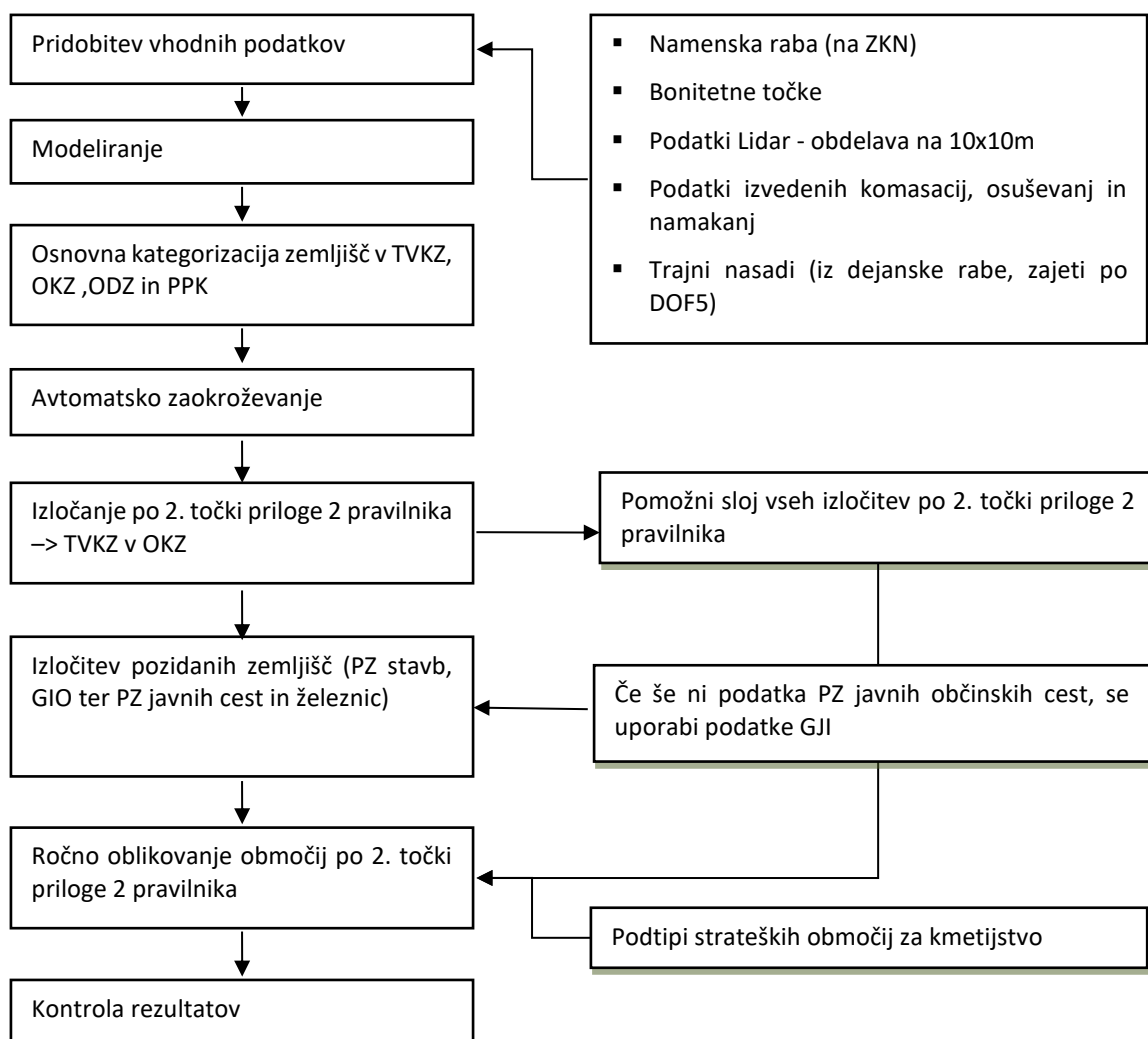 Pridobitev vhodnih podatkov
Modeliranje
Osnovna kategorizacija zemljišč v TVKZ,
OKZ ,ODZ in PPK
Avtomatsko zaokroževanje
Izločanje po 2. točki priloge 2 pravilnika
–> TVKZ v OKZ
Izločitev pozidanih zemljišč (PZ stavb,
GIO ter PZ javnih cest in železnic)
Ročno oblikovanje območij po 2. točki
priloge 2 pravilnika
Kontrola rezultatov
▪ Namenska raba (na ZKN)
▪ Bonitetne točke
▪ Podatki Lidar - obdelava na 10x10m
▪ Podatki izvedenih komasacij, osuševanj in
namakanj
▪ Trajni nasadi (iz dejanske rabe, zajeti po
DOF5)
Pomožni sloj vseh izločitev po 2. točki priloge 2
pravilnika
Če še ni podatka PZ javnih občinskih cest, se
uporabi podatke GJI
Podtipi strateških območij za kmetijstvo